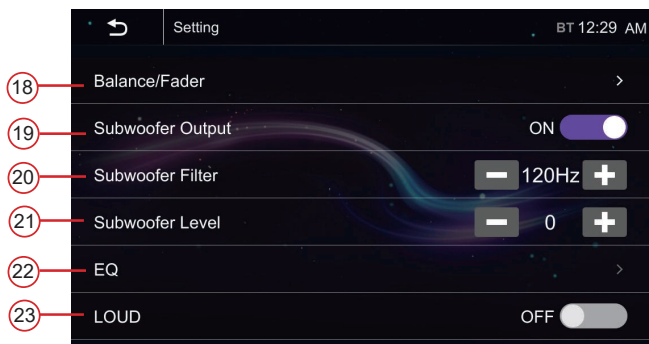 Setting BT 12:29 AM
18 Balance/Fader >
19 Subwoofer Output ON
20 Subwoofer Filter − 120Hz +
21 Subwoofer Level − 0 +
22 EQ >
23 LOUD OFF